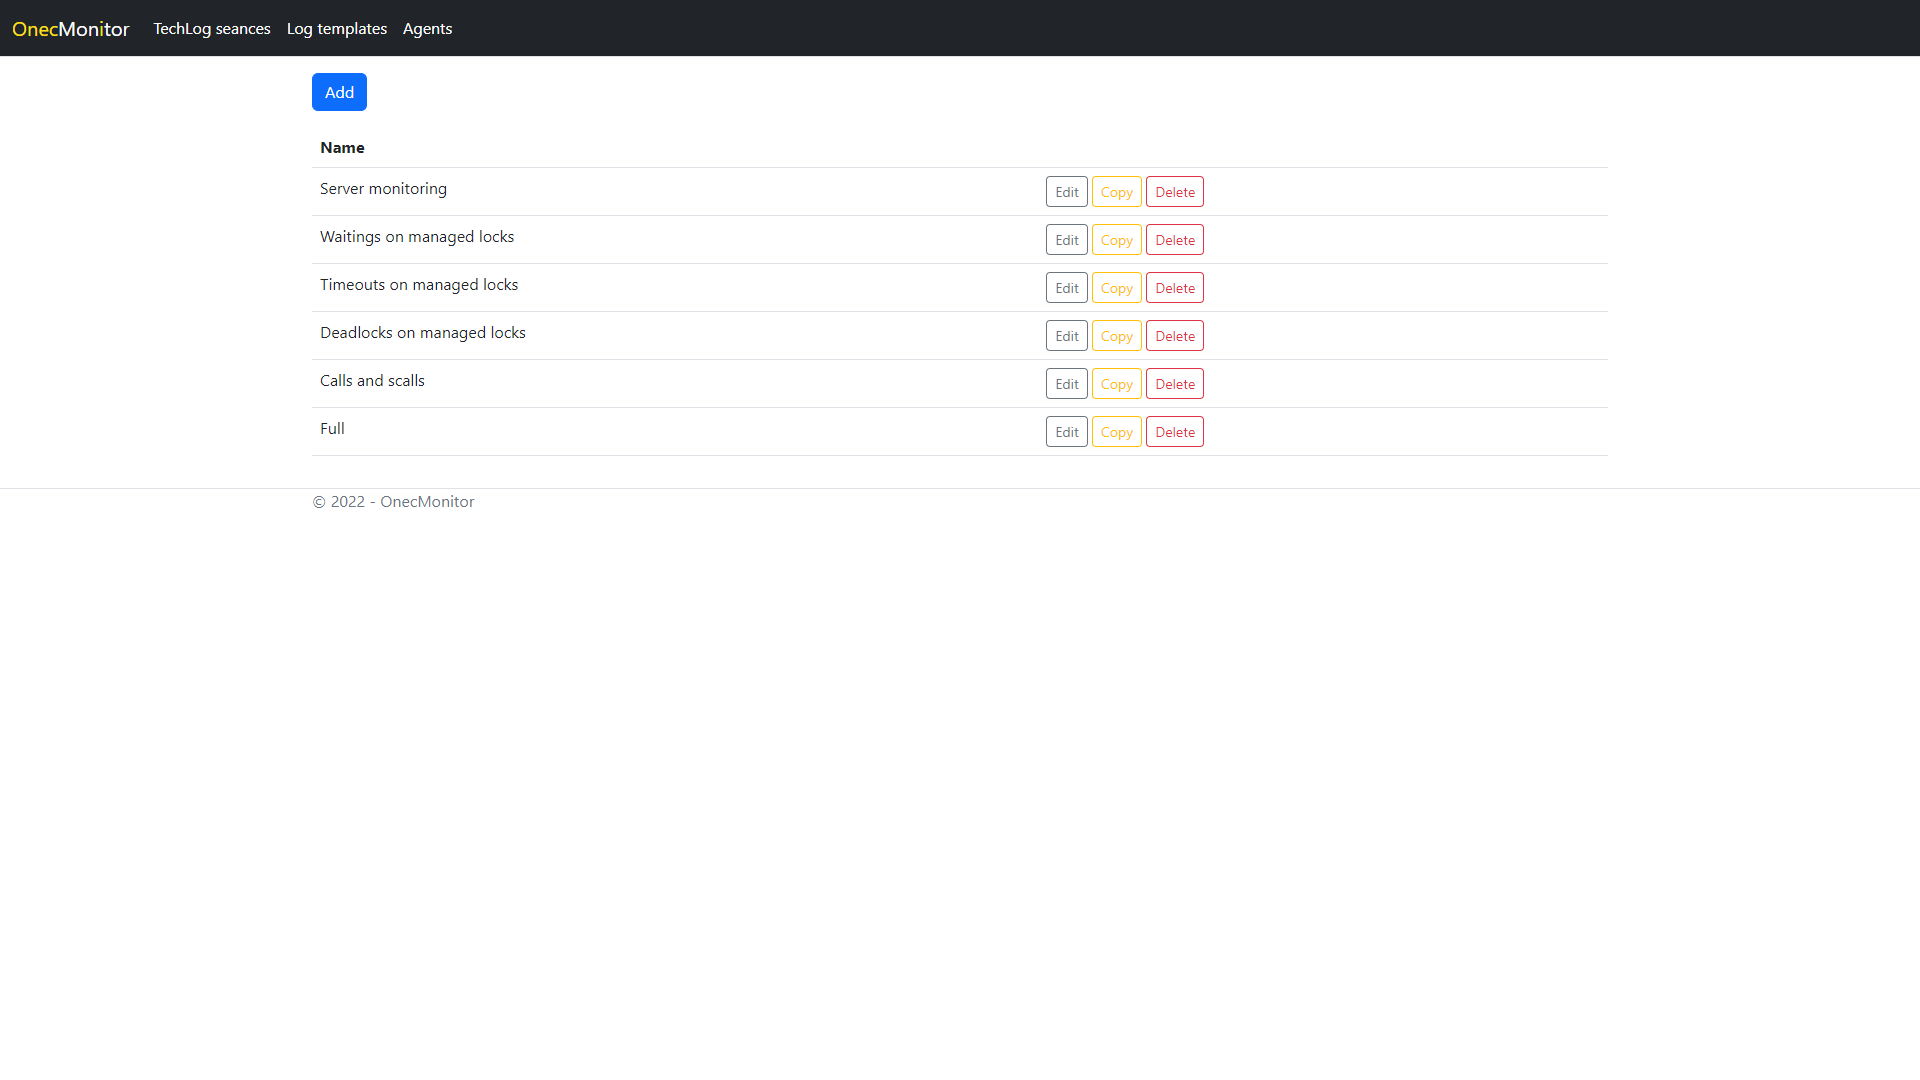 OnecMonitor TechLog seances Log templates Agents
Add
Name
Server monitoring Edit Copy Delete
Waitings on managed locks Edit Copy Delete
Timeouts on managed locks Edit Copy Delete
Deadlocks on managed locks Edit Copy Delete
Calls and scalls Edit Copy Delete
Full Edit Copy Delete
© 2022 - OnecMonitor